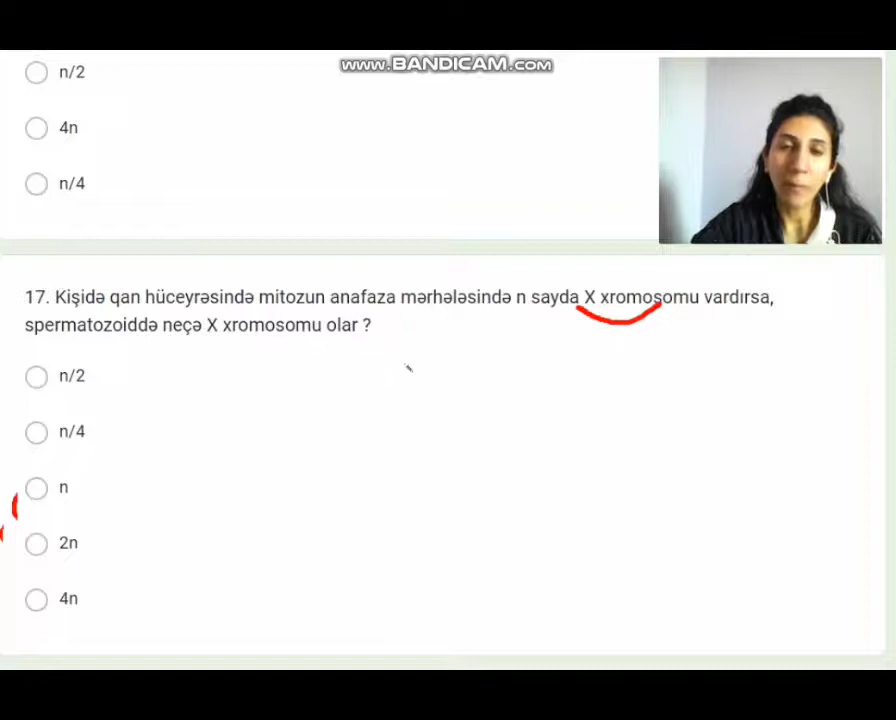 www.BANDICAM.com
n/2
4n
n/4
17. Kişidə qan hüceyrəsində mitozun anafaza mərhələsində n sayda X xromosomu vardırsa,
spermatozoiddə neçə X xromosomu olar ?
n/2
n/4
n
2n
4n